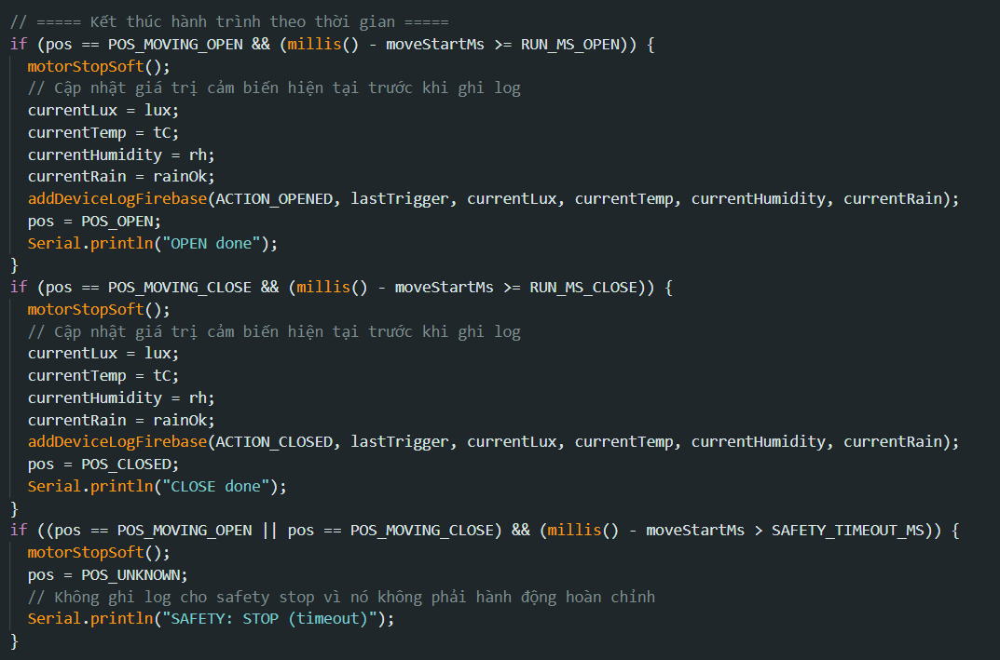 // ===== Kết thúc hành trình theo thời gian =====
if (pos == POS_MOVING_OPEN && (millis() - moveStartMs >= RUN_MS_OPEN)) {
  motorStopSoft();
  // Cập nhật giá trị cảm biến hiện tại trước khi ghi log
  currentLux = lux;
  currentTemp = tC;
  currentHumidity = rh;
  currentRain = rainOk;
  addDeviceLogFirebase(ACTION_OPENED, lastTrigger, currentLux, currentTemp, currentHumidity, currentRain);
  pos = POS_OPEN;
  Serial.println("OPEN done");
}
if (pos == POS_MOVING_CLOSE && (millis() - moveStartMs >= RUN_MS_CLOSE)) {
  motorStopSoft();
  // Cập nhật giá trị cảm biến hiện tại trước khi ghi log
  currentLux = lux;
  currentTemp = tC;
  currentHumidity = rh;
  currentRain = rainOk;
  addDeviceLogFirebase(ACTION_CLOSED, lastTrigger, currentLux, currentTemp, currentHumidity, currentRain);
  pos = POS_CLOSED;
  Serial.println("CLOSE done");
}
if ((pos == POS_MOVING_OPEN || pos == POS_MOVING_CLOSE) && (millis() - moveStartMs > SAFETY_TIMEOUT_MS)) {
  motorStopSoft();
  pos = POS_UNKNOWN;
  // Không ghi log cho safety stop vì nó không phải hành động hoàn chỉnh
  Serial.println("SAFETY: STOP (timeout)");
}